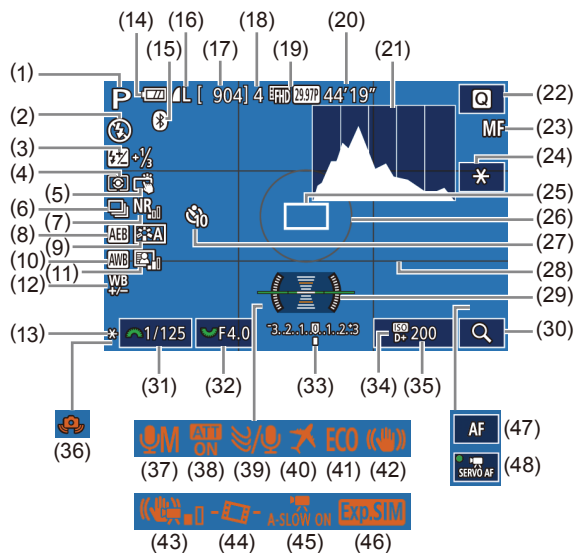 (14) (16) (17) (18) (20) (21)
(15) (19)
(1) P L [ 904] 4 FHD 29.97P 44'19" Q (22)
(2) MF (23)
(3) +1/3 * (24)
(4) (25)
(5) (26)
(6) NR
(7) 10 (27)
(8) AEB A
(9) (28)
(10) AWB
(11) (29)
(12) WB +/-
(13) * 1/125 F4.0 -3..2..1..0..1..2.:3 ISO D+ 200 (30)
(31) (32) (33) (34) (35)
(36)
M ATT ON / ECO AF (47)
(37) (38) (39) (40) (41) (42) SERVO AF (48)
- - A-SLOW ON Exp.SIM
(43) (44) (45) (46)